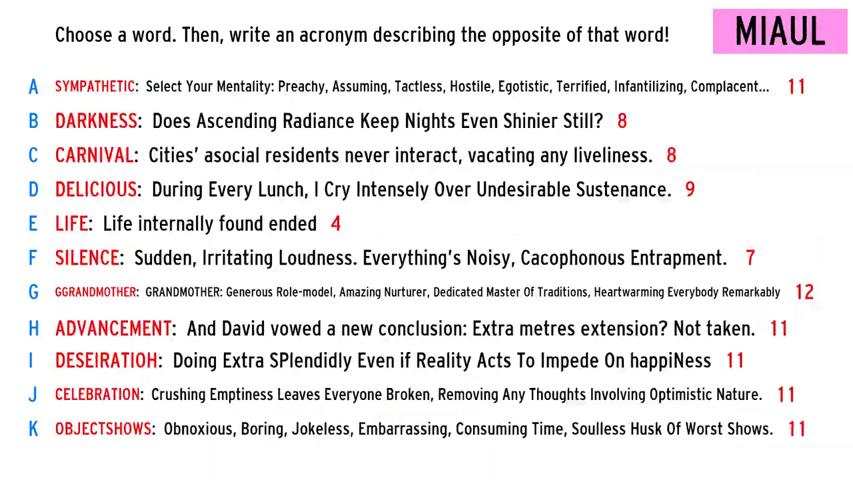 Choose a word. Then, write an acronym describing the opposite of that word!
MIAUL
A SYMPATHETIC: Select Your Mentality: Preachy, Assuming, Tactless, Hostile, Egotistic, Terrified, Infantilizing, Complacent... 11
B DARKNESS: Does Ascending Radiance Keep Nights Even Shinier Still? 8
C CARNIVAL: Cities' asocial residents never interact, vacating any liveliness. 8
D DELICIOUS: During Every Lunch, I Cry Intensely Over Undesirable Sustenance. 9
E LIFE: Life internally found ended 4
F SILENCE: Sudden, Irritating Loudness. Everything's Noisy, Cacophonous Entrapment. 7
G GGRANDMOTHER: GRANDMOTHER: Generous Role-model, Amazing Nurturer, Dedicated Master Of Traditions, Heartwarming Everybody Remarkably 12
H ADVANCEMENT: And David vowed a new conclusion: Extra metres extension? Not taken. 11
I DESEIRATIOH: Doing Extra SPlendidly Even if Reality Acts To Impede On happiNess 11
J CELEBRATION: Crushing Emptiness Leaves Everyone Broken, Removing Any Thoughts Involving Optimistic Nature. 11
K OBJECTSHOWS: Obnoxious, Boring, Jokeless, Embarrassing, Consuming Time, Soulless Husk Of Worst Shows. 11